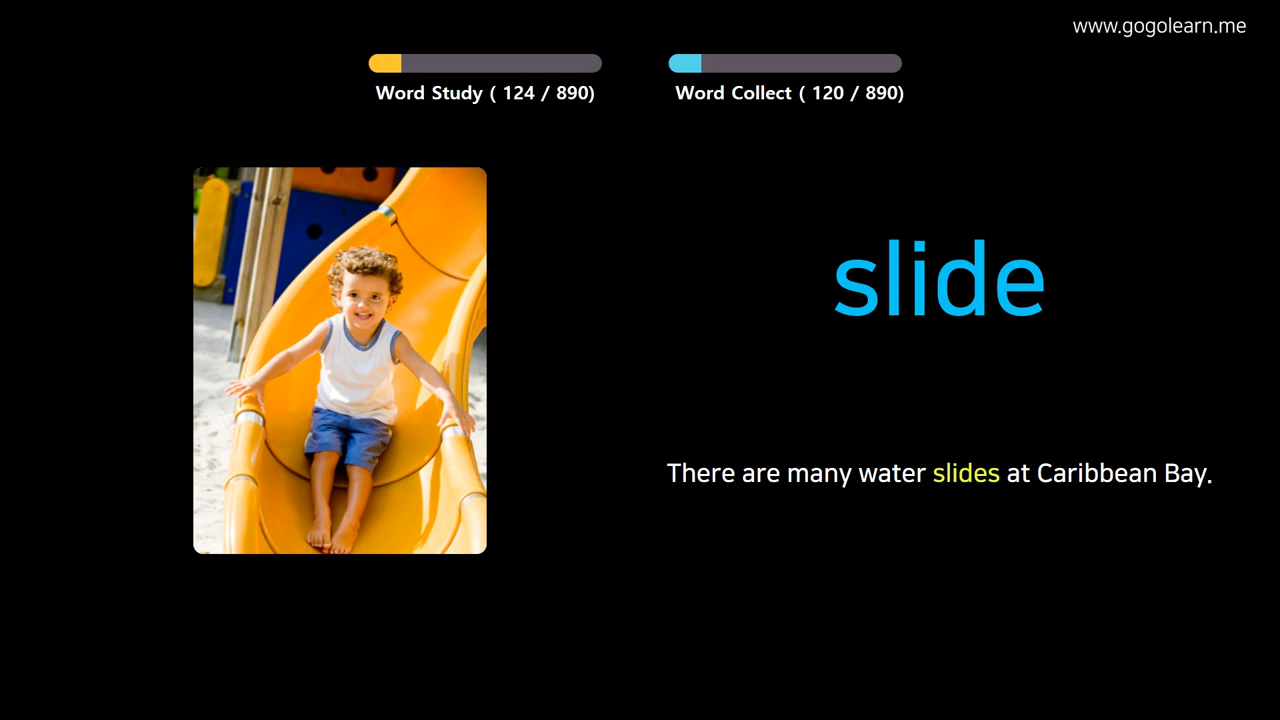 www.gogolearn.me
Word Study ( 124 / 890)
Word Collect ( 120 / 890)
slide
There are many water slides at Caribbean Bay.